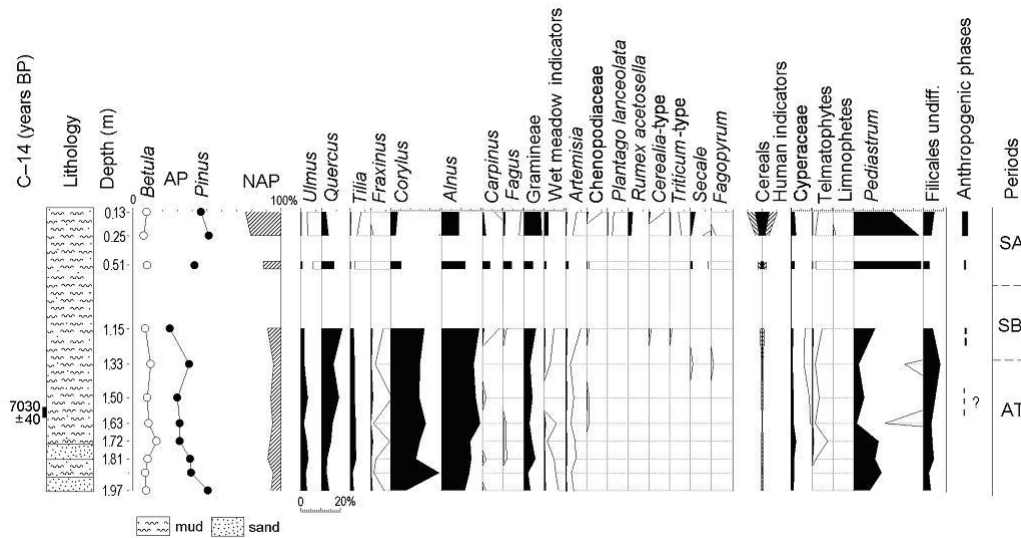 C–14 (years BP)
Lithology
Depth (m)
Betula
AP
Pinus
NAP
Ulmus
Quercus
Tilia
Fraxinus
Corylus
Alnus
Carpinus
Fagus
Gramineae
Wet meadow indicators
Artemisia
Chenopodiaceae
Plantago lanceolata
Rumex acetosella
Cerealia-type
Triticum -type
Secale
Fagopyrum
Cereals
Human indicators
Cyperaceae
Telmatophytes
Limnophetes
Pediastrum
Filicales undiff.
Anthropogenic phases
Periods
0
100%
0.13
0.25
0.51
1.15
1.33
1.50
1.63
1.72
1.81
1.97
7030
±40
SA
SB
AT
?
0 20%
mud
sand